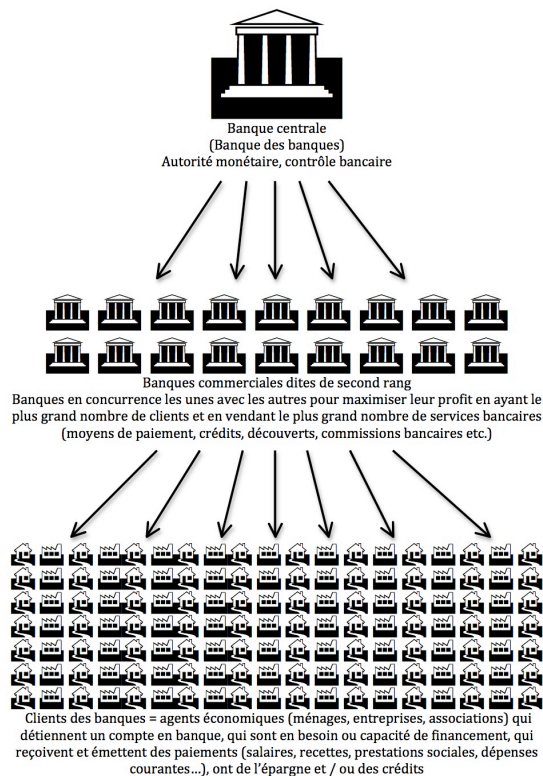 Banque centrale
(Banque des banques)
Autorité monétaire, contrôle bancaire
Banques commerciales dites de second rang
Banques en concurrence les unes avec les autres pour maximiser leur profit en ayant le
plus grand nombre de clients et en vendant le plus grand nombre de services bancaires
(moyens de paiement, crédits, découverts, commissions bancaires etc.)
Clients des banques = agents économiques (ménages, entreprises, associations) qui
détiennent un compte en banque, qui sont en besoin ou capacité de financement, qui
reçoivent et émettent des paiements (salaires, recettes, prestations sociales, dépenses
courantes...), ont de l'épargne et / ou des crédits